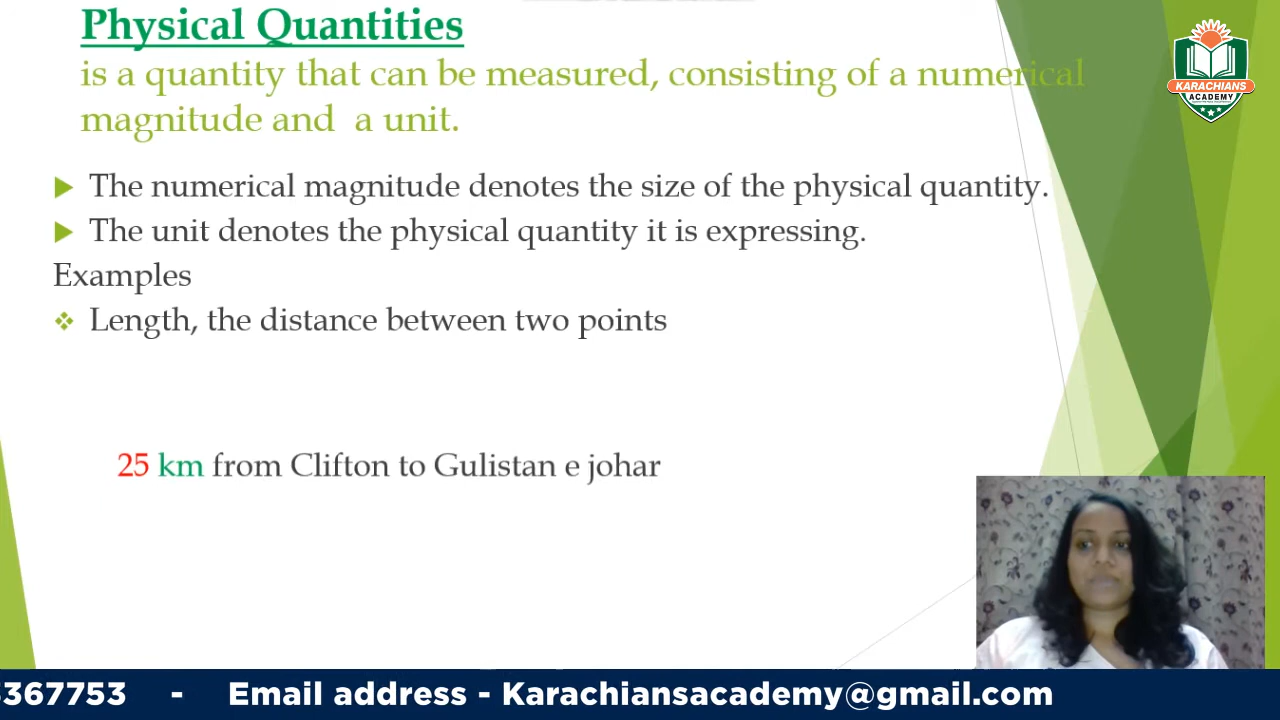 Physical Quantities
is a quantity that can be measured, consisting of a numerical
magnitude and a unit.
The numerical magnitude denotes the size of the physical quantity.
The unit denotes the physical quantity it is expressing.
Examples
Length, the distance between two points
25 km from Clifton to Gulistan e johar
KARACHIANS
ACADEMY
367753 - Email address - Karachiansacademy@gmail.com